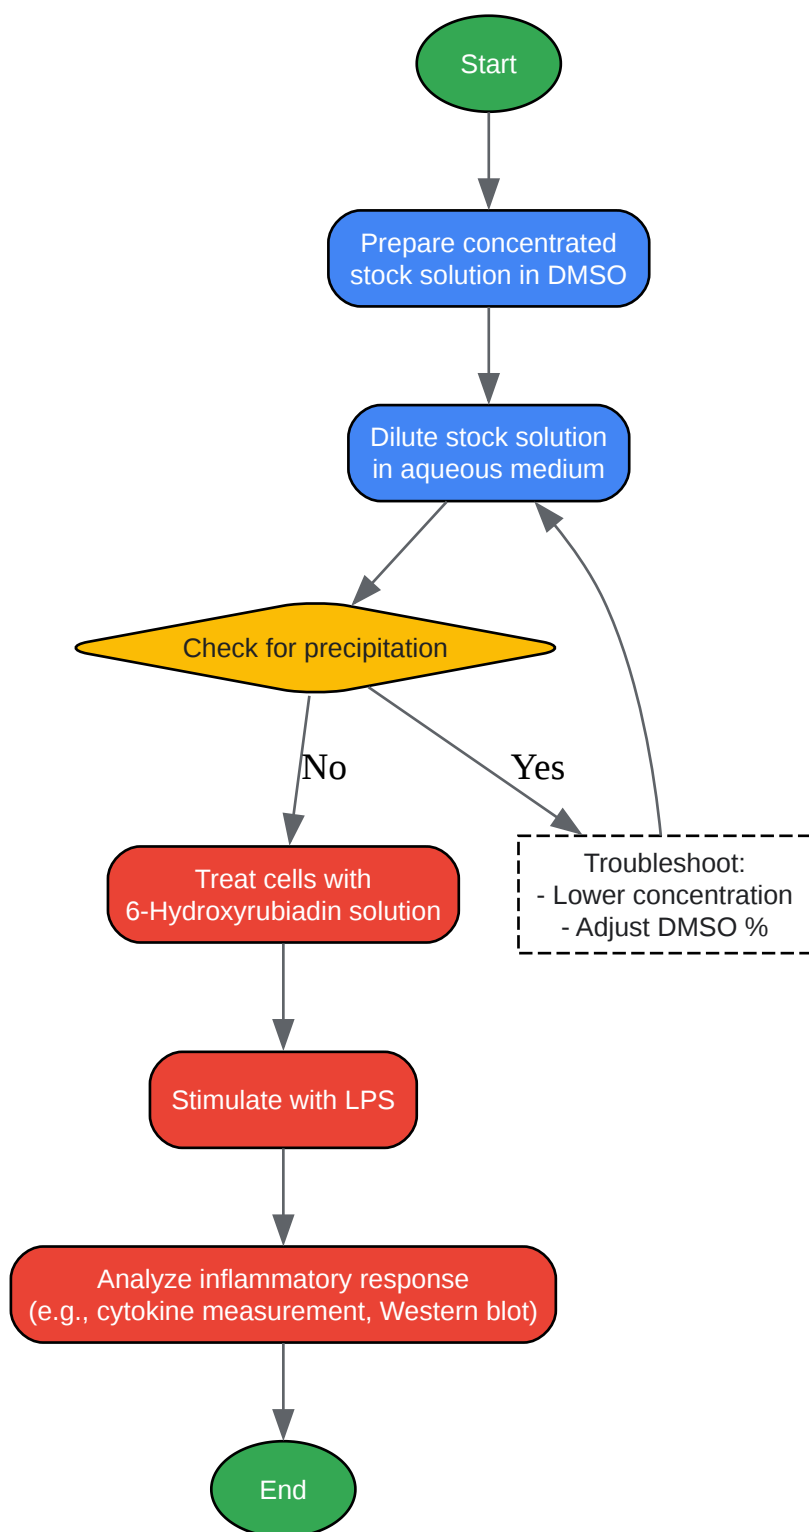 Start
Prepare concentrated
stock solution in DMSO
Dilute stock solution
in aqueous medium
Check for precipitation
No
Yes
Treat cells with
6-Hydroxyrubiadin solution
Troubleshoot:
- Lower concentration
- Adjust DMSO %
Stimulate with LPS
Analyze inflammatory response
(e.g., cytokine measurement, Western blot)
End